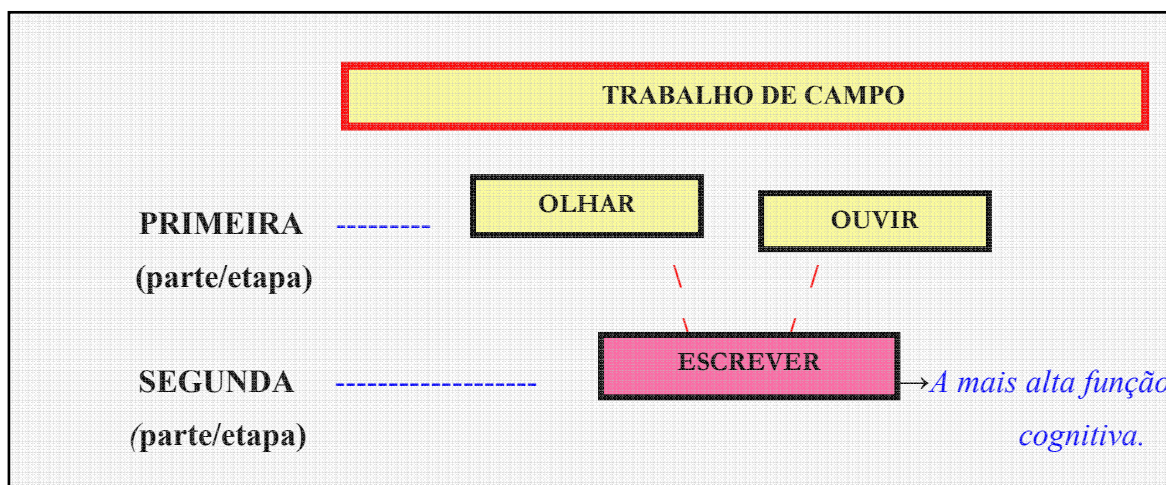 TRABALHO DE CAMPO
OLHAR
OUVIR
PRIMEIRA ---------
(parte/etapa)
\ /
\ /
ESCREVER
SEGUNDA -------------------
→A mais alta função
(parte/etapa)
cognitiva.